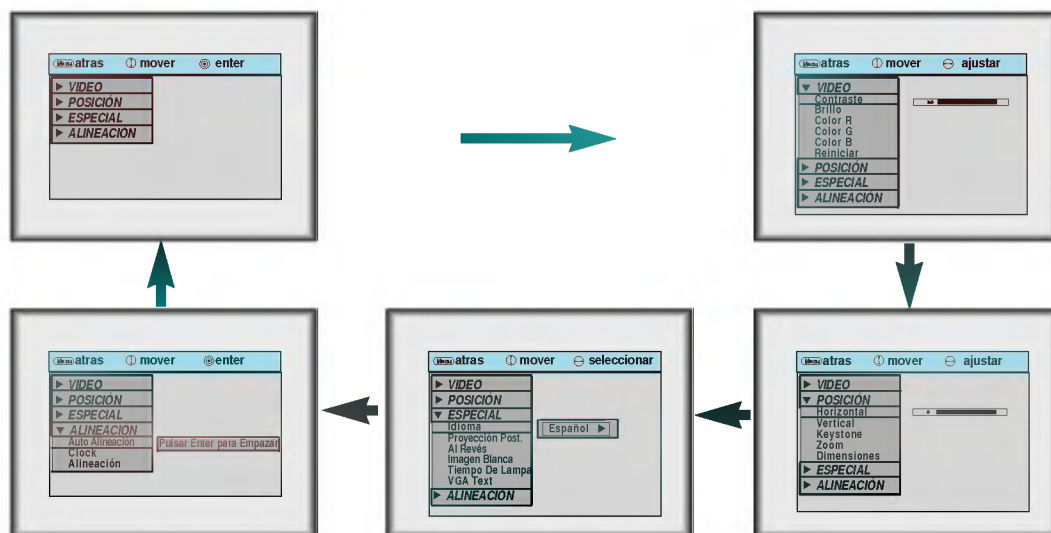 Menu atras mover enter
VIDEO
POSICIÓN
ESPECIAL
ALINEACIÓN
Menu atras mover ajustar
VIDEO
Contraste
Brillo
Color R
Color G
Color B
Reiniciar
POSICIÓN
ESPECIAL
ALINEACIÓN
Menu atras mover enter
VIDEO
POSICIÓN
ESPECIAL
ALINEACIÓN
Auto Alineación Pulsar Enter para Empazar
Clock
Alineación
Menu atras mover seleccionar
VIDEO
POSICIÓN
ESPECIAL
Idioma Español
Proyección Post.
Al Revés
Imagen Blanca
Tiempo De Lampa
VGA Text
ALINEACIÓN
Menu atras mover ajustar
VIDEO
POSICIÓN
Horizontal
Vertical
Keystone
Zoom
Dimensiones
ESPECIAL
ALINEACIÓN